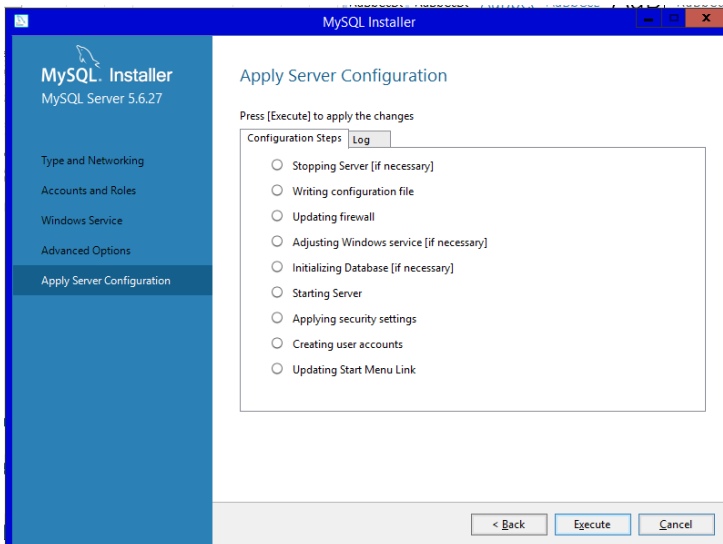 MySQL Installer
MySQL. Installer
MySQL Server 5.6.27
Type and Networking
Accounts and Roles
Windows Service
Advanced Options
Apply Server Configuration
Apply Server Configuration
Press [Execute] to apply the changes
Configuration Steps Log
Stopping Server [if necessary]
Writing configuration file
Updating firewall
Adjusting Windows service [if necessary]
Initializing Database [if necessary]
Starting Server
Applying security settings
Creating user accounts
Updating Start Menu Link
< Back Execute Cancel